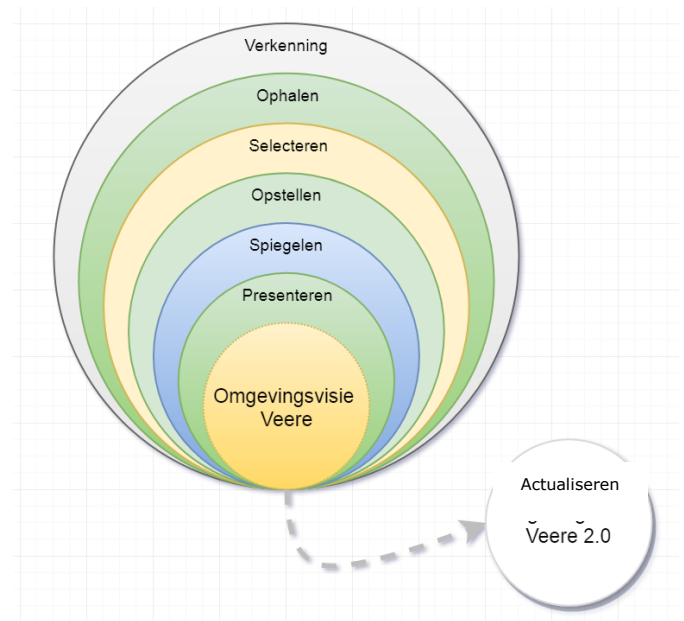 Verkenning
Ophalen
Selecteren
Opstellen
Spiegelen
Presenteren
Omgevingsvisie
Veere
Actualiseren
Veere 2.0